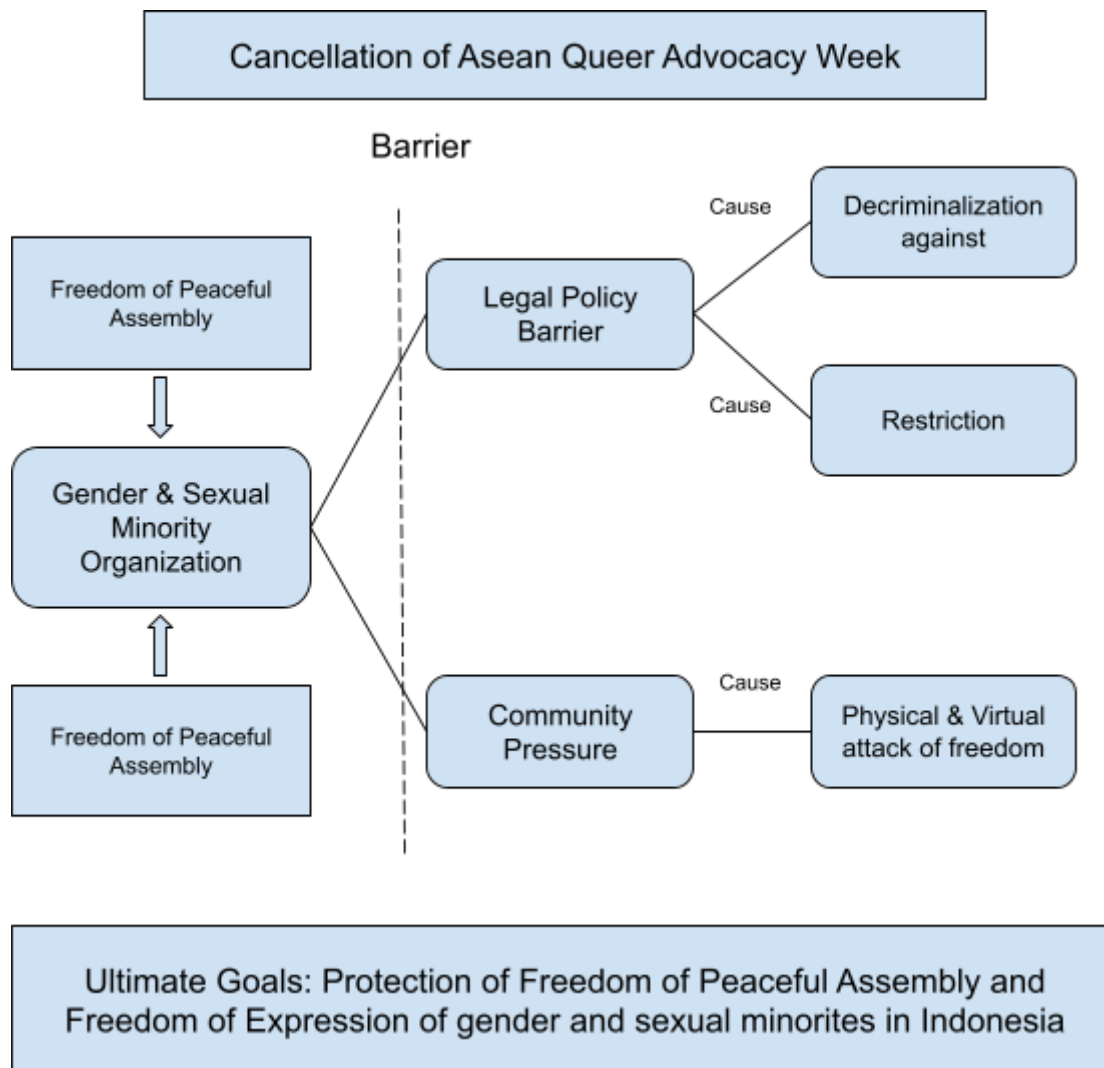 Cancellation of Asean Queer Advocacy Week
Barrier
Freedom of Peaceful
Assembly
Gender & Sexual
Minority
Organization
Freedom of Peaceful
Assembly
Legal Policy
Barrier
Cause
Decriminalization
against
Cause
Restriction
Community
Pressure
Cause
Physical & Virtual
attack of freedom
Ultimate Goals: Protection of Freedom of Peaceful Assembly and
Freedom of Expression of gender and sexual minorites in Indonesia